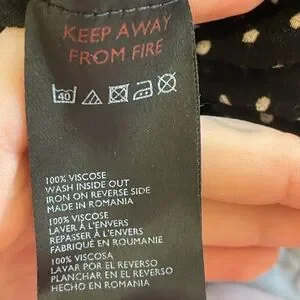 KEEP AWAY
FROM FIRE
40
100% VISCOSE
WASH INSIDE OUT
IRON ON REVERSE SIDE
MADE IN ROMANIA
100% VISCOSE
LAVER À L'ENVERS
REPASSER À L'ENVERS
FABRIQUÉ EN ROUMANIE
100% VISCOSA
LAVAR POR EL REVERSO
PLANCHAR EN EL REVERSO
HECHO EN ROMANIA